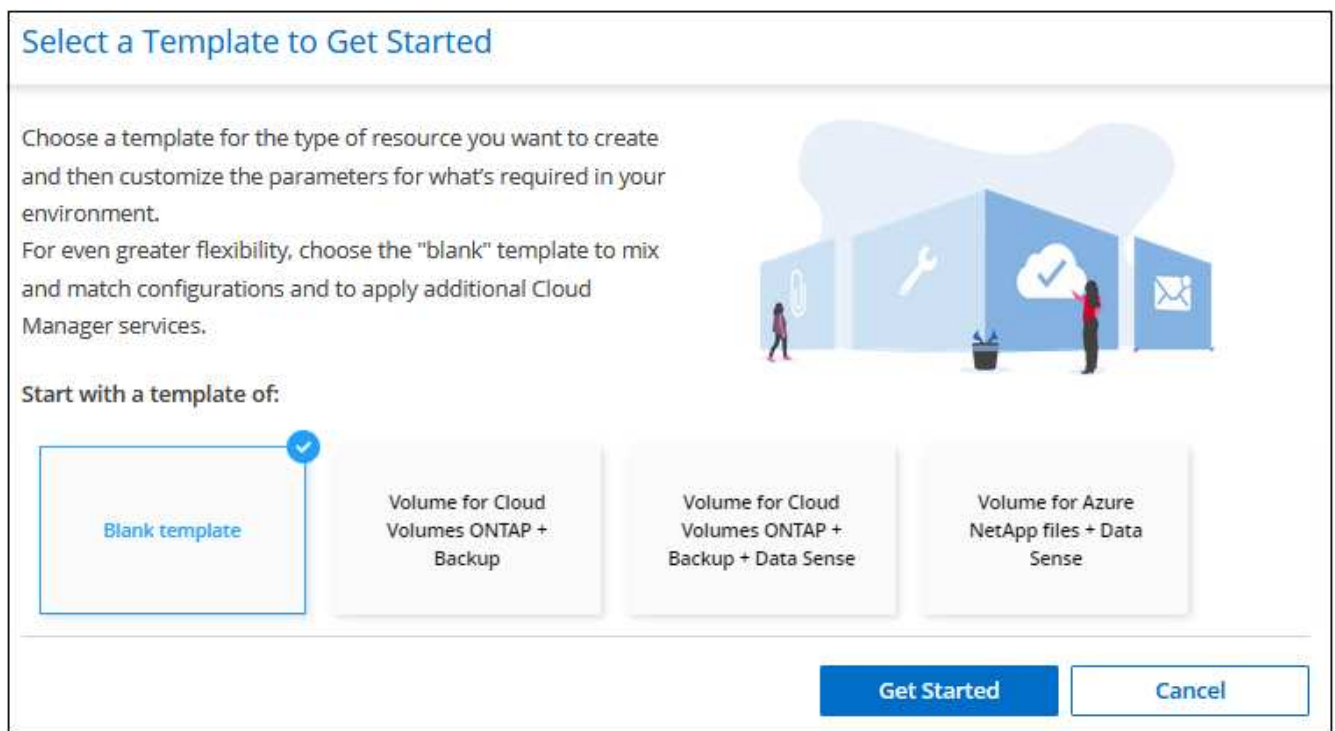 Select a Template to Get Started
Choose a template for the type of resource you want to create
and then customize the parameters for what's required in your
environment.
For even greater flexibility, choose the "blank" template to mix
and match configurations and to apply additional Cloud
Manager services.
Start with a template of:
Blank template
Volume for Cloud
Volumes ONTAP +
Backup
Volume for Cloud
Volumes ONTAP +
Backup + Data Sense
Volume for Azure
NetApp files + Data
Sense
Get Started
Cancel